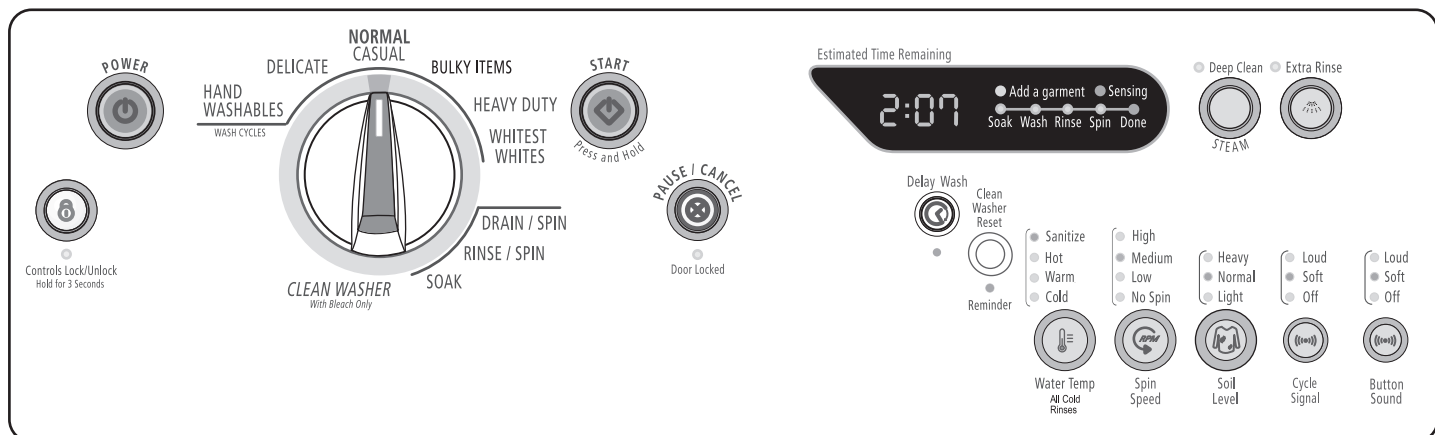 POWER
Controls Lock/Unlock
Hold for 3 Seconds
HAND
WASHABLES
WASH CYCLES
DELICATE
NORMAL
CASUAL
BULKY ITEMS
HEAVY DUTY
WHITEST
WHITES
DRAIN / SPIN
RINSE / SPIN
SOAK
CLEAN WASHER
With Bleach Only
START
Press and Hold
PAUSE / CANCEL
Door Locked
Estimated Time Remaining
2:07
Add a garment Sensing
Soak Wash Rinse Spin Done
Deep Clean
STEAM
Extra Rinse
Delay Wash
Clean
Washer
Reset
Reminder
Sanitize
Hot
Warm
Cold
Water Temp
All Cold
Rinses
High
Medium
Low
No Spin
RPM
Spin
Speed
Heavy
Normal
Light
Soil
Level
Loud
Soft
Off
Cycle
Signal
Loud
Soft
Off
Button
Sound